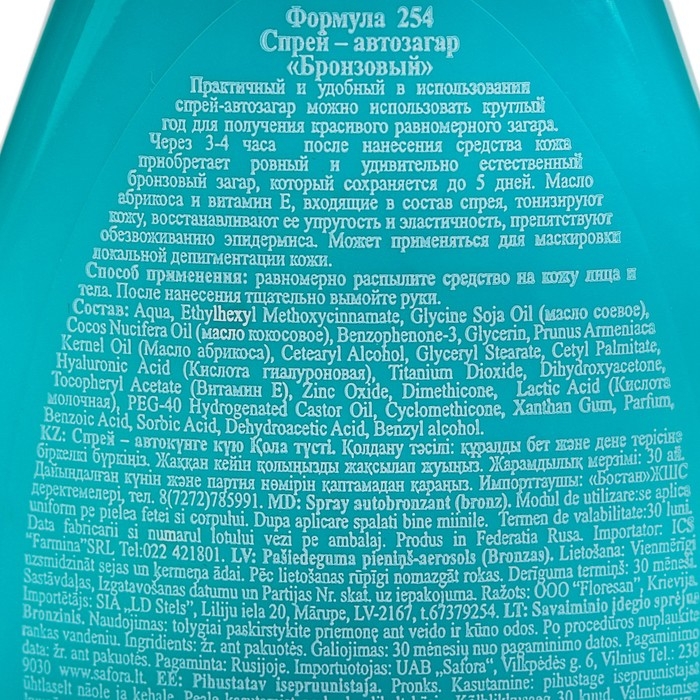 Формула 254
Спрей – автозагар
«Бронзовый»
Практичный и удобный в использовании
спрей-автозагар можно использовать круглый
год для получения красивого равномерного загара.
Через 3-4 часа после нанесения средства кожа
приобретает ровный и удивительно естественный
бронзовый загар, который сохраняется до 5 дней. Масло
абрикоса и витамин Е, входящие в состав спрея, тонизируют
кожу, восстанавливают ее упругость и эластичность, препятствуют
обезвоживанию эпидермиса. Может применяться для маскировки
локальной депигментации кожи.
Способ применения: равномерно распылите средство на кожу лица и
тела. После нанесения тщательно вымойте руки.
Состав: Aqua, Ethylhexyl Methoxycinnamate, Glycine Soja Oil (масло соевое),
Cocos Nucifera Oil (масло кокосовое), Benzophenone-3, Glycerin, Prunus Armeniaca
Kernel Oil (Масло абрикоса), Cetearyl Alcohol, Glyceryl Stearate, Cetyl Palmitate,
Hyaluronic Acid (Кислота гиалуроновая), Titanium Dioxide, Dihydroxyacetone,
Tocopheryl Acetate (Витамин Е), Zinc Oxide, Dimethicone, Lactic Acid (Кислота
молочная), PEG-40 Hydrogenated Castor Oil, Cyclomethicone, Xanthan Gum, Parfum,
Benzoic Acid, Sorbic Acid, Dehydroacetic Acid, Benzyl alcohol.
KZ: Спрей – автокүнге күю Қола түсті. Қолдану тәсілі: құралды бет және дене терісіне
біркелкі бүркіңіз. Жаққан кейін қолыңызды жақсылап жуыңыз. Жарамдылық мерзімі: 30 ай.
Дайындалған күнін және партия нөмірін қаптамадан қараңыз. Импорттаушы: «Бостан»ЖШС
деректемелері, тел. 8(7272)785991. MD: Spray autobronzant (bronz). Modul de utilizare:se aplica
uniform pe pielea fetei si corpului. Dupa aplicare spalati bine miinile. Termen de valabilitate:30 luni.
Data fabricarii si numarul lotului vezi pe ambalaj. Produs in Federatia Rusa. Importator: ICS
"Farmina"SRL Tel:022 421801. LV: Pašiedeguma pieniņš-aerosols (Bronzas). Lietošana: Vienmērīgi
uzsmidzināt sejas un ķermeņa ādai. Pēc lietošanas rūpīgi nomazgāt rokas. Derīguma termiņš: 30 mēneši.
Sastāvdaļas, Izgatavošanas datumu un Partijas Nr. skat. uz iepakojuma. Ražots: OOO "Floresan", Krievija.
Importētājs: SIA „LD Stels", Liliju iela 20, Mārupe, LV-2167, t.67379254. LT: Savaiminio įdegio sprėjus
Bronzinis. Naudojimas: tolygiai paskirstykite priemonę ant veido ir kūno odos. Po procedūros nuplaukite
rankas vandeniu. Ingridients: žr. ant pakuotės. Galiojimas: 30 mėnesių nuo pagaminimo datos. Pagaminimo
data: žr. ant pakuotės. Pagaminta: Rusijoje. Importuotojas: UAB „Safora", Vilkpėdės g. 6, Vilnius Tel.: 238
9030 www.safora.lt. EE: Pihustatav isepruunistaja. Pronks. Kasutamine: pihustage isepruunistaja
ühtlaselt näole ja kehale.